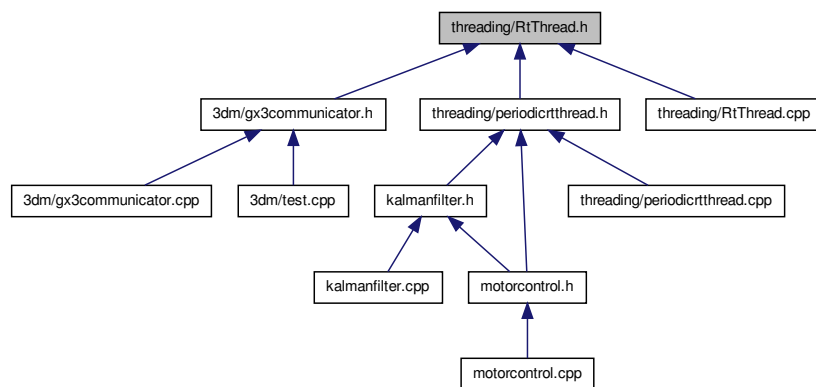 threading/RtThread.h
3dm/gx3communicator.h
threading/periodicrtthread.h
threading/RtThread.cpp
3dm/gx3communicator.cpp
3dm/test.cpp
kalmanfilter.h
threading/periodicrtthread.cpp
kalmanfilter.cpp
motorcontrol.h
motorcontrol.cpp